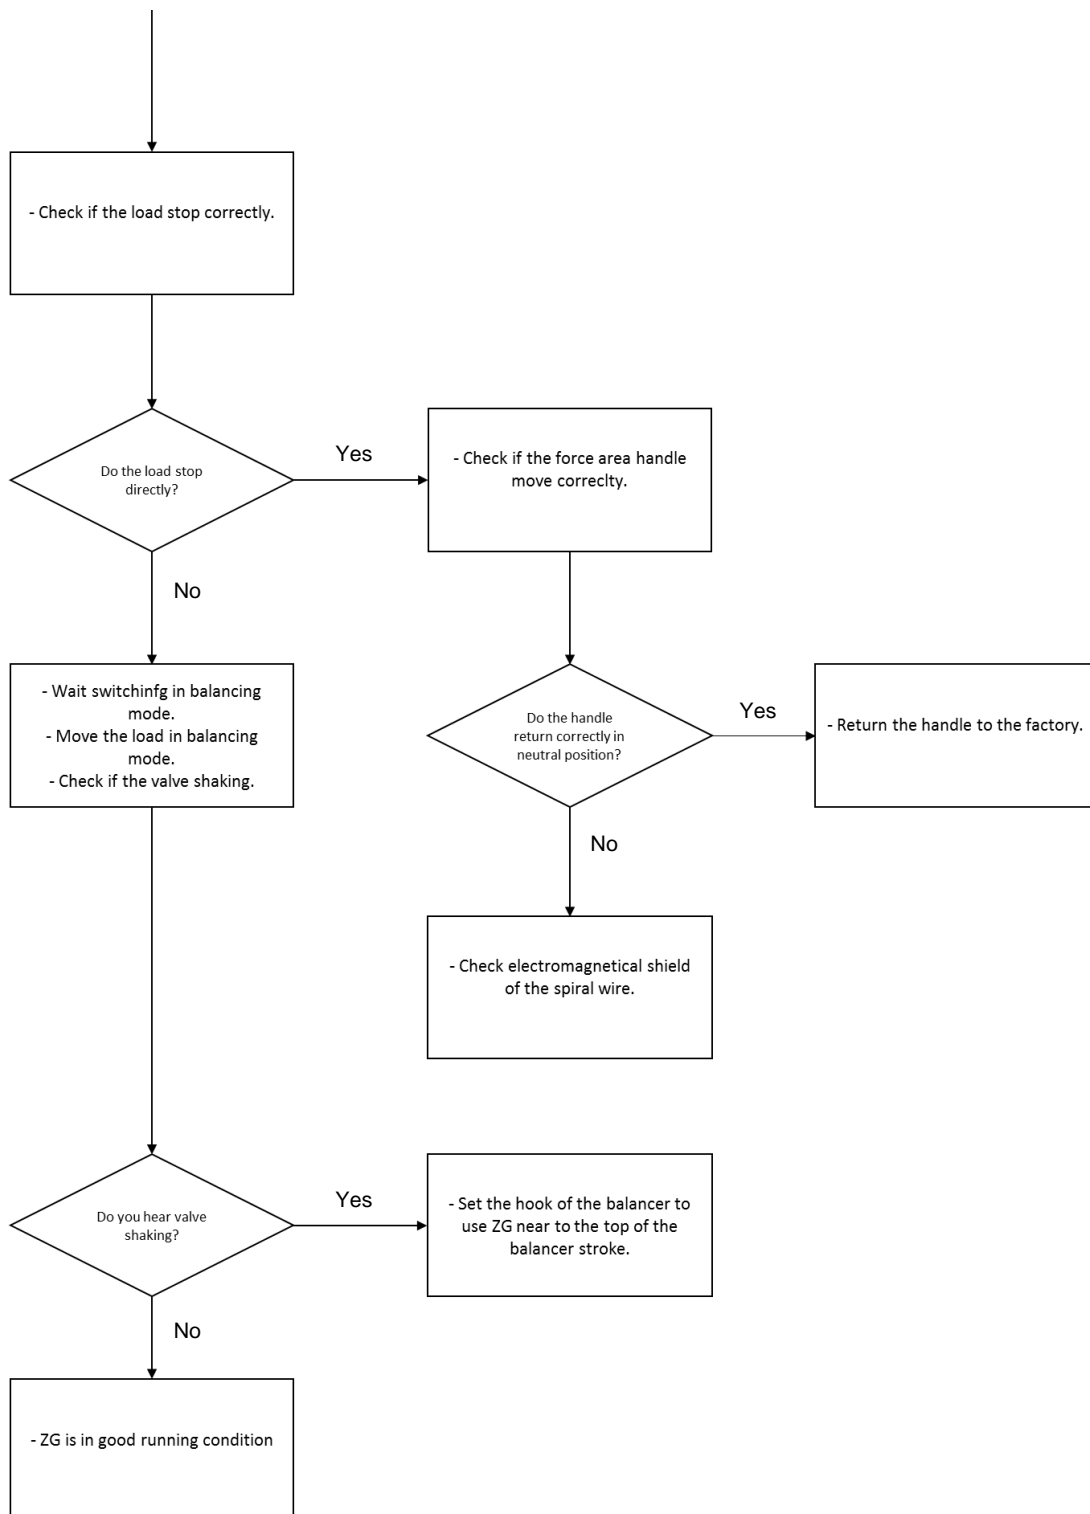 - Check if the load stop correctly.
Do the load stop
directly?
Yes
- Check if the force area handle
move correclty.
No
- Wait switchinfg in balancing
mode.
- Move the load in balancing
mode.
- Check if the valve shaking.
Do the handle
return correctly in
neutral position?
Yes
- Return the handle to the factory.
No
- Check electromagnetical shield
of the spiral wire.
Do you hear valve
shaking?
Yes
- Set the hook of the balancer to
use ZG near to the top of the
balancer stroke.
No
- ZG is in good running condition